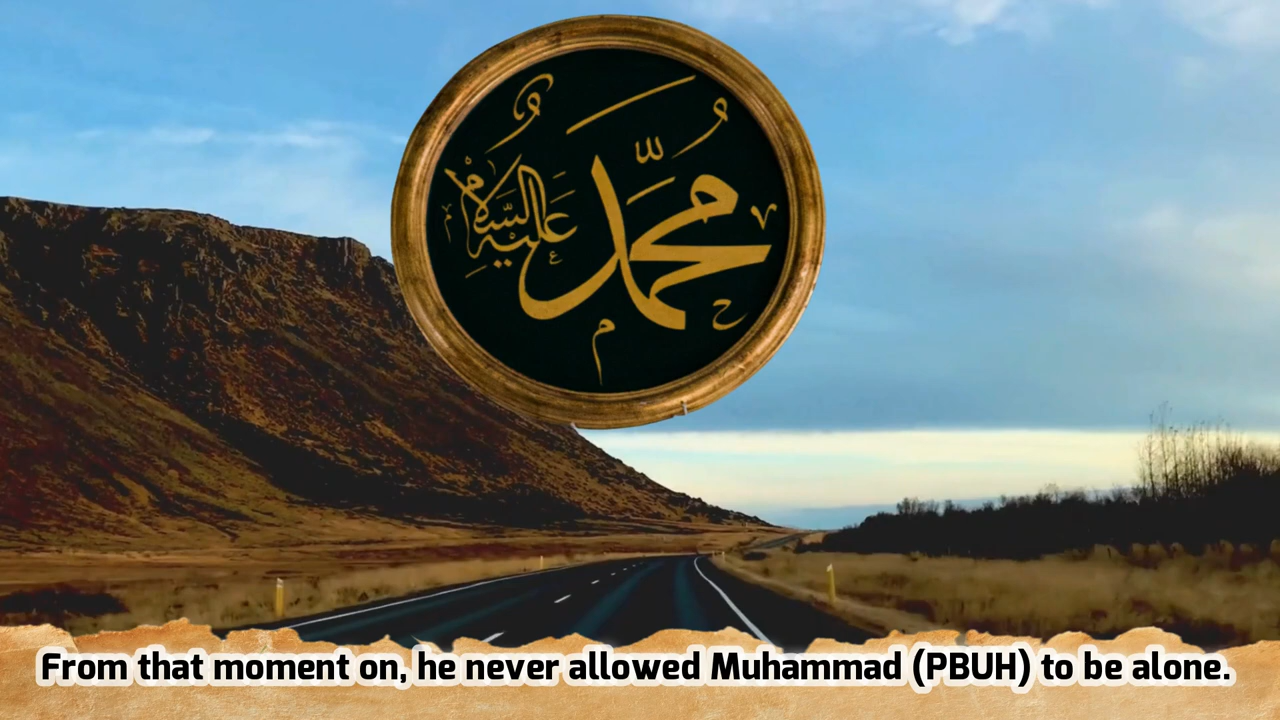 محمد عليه السلام
From that moment on, he never allowed Muhammad (PBUH) to be alone.